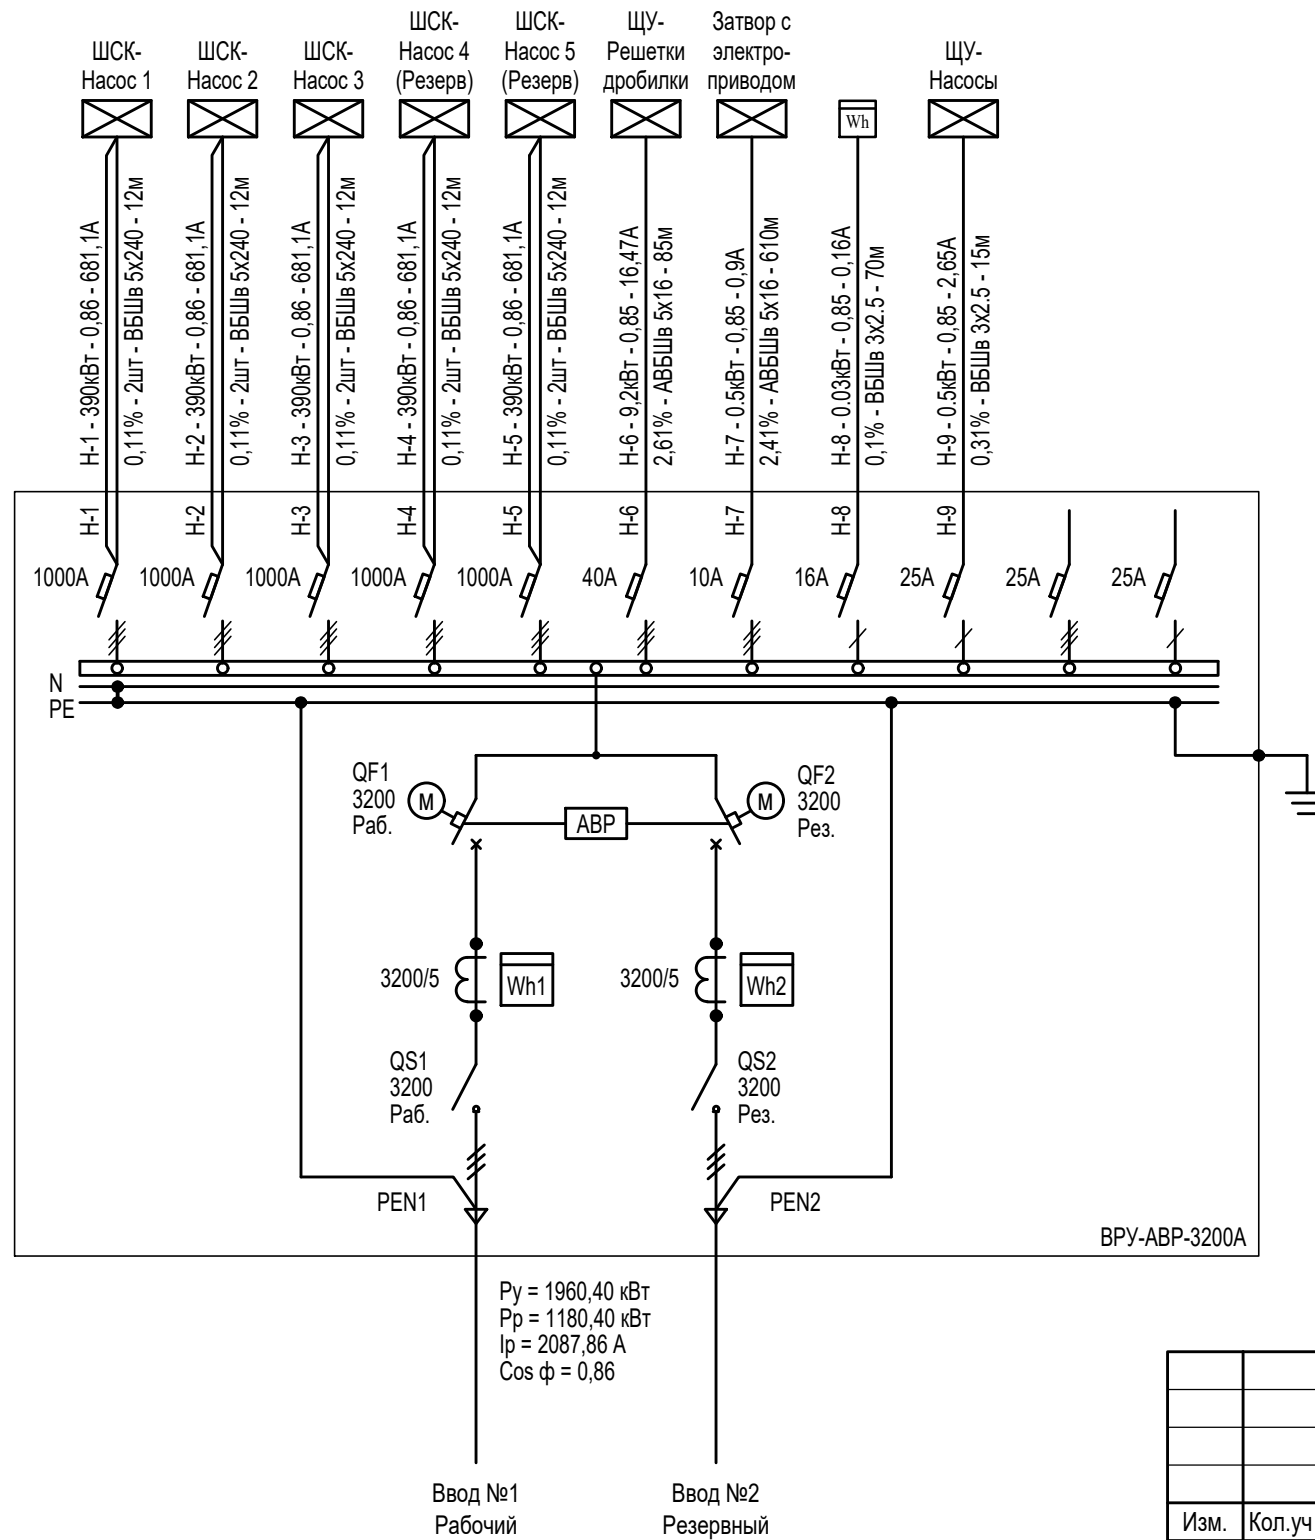 ШСК-
Насос 1
ШСК-
Насос 2
ШСК-
Насос 3
ШСК-
Насос 4
(Резерв)
ШСК-
Насос 5
(Резерв)
ЩУ-
Решетки
дробилки
Затвор с
электро-
приводом
Wh
ЩУ-
Насосы
Н-1 - 390кВт - 0,86 - 681,1А
0,11% - 2шт - ВБШв 5х240 - 12м
Н-2 - 390кВт - 0,86 - 681,1А
0,11% - 2шт - ВБШв 5х240 - 12м
Н-3 - 390кВт - 0,86 - 681,1А
0,11% - 2шт - ВБШв 5х240 - 12м
Н-4 - 390кВт - 0,86 - 681,1А
0,11% - 2шт - ВБШв 5х240 - 12м
Н-5 - 390кВт - 0,86 - 681,1А
0,11% - 2шт - ВБШв 5х240 - 12м
Н-6 - 9,2кВт - 0,85 - 16,47А
2,61% - АВБШв 5х16 - 85м
Н-7 - 0.5кВт - 0,85 - 0,9А
2,41% - АВБШв 5х16 - 610м
Н-8 - 0.03кВт - 0,85 - 0,16А
0,1% - ВБШв 3х2.5 - 70м
Н-9 - 0.5кВт - 0,85 - 2,65А
0,31% - ВБШв 3х2.5 - 15м
Н-1
Н-2
Н-3
Н-4
Н-5
Н-6
Н-7
Н-8
Н-9
1000А
1000А
1000А
1000А
1000А
40А
10А
16А
25А
25А
25А
N
PE
QF1
3200
Раб.
М
АВР
М
QF2
3200
Рез.
3200/5
Wh1
3200/5
Wh2
QS1
3200
Раб.
QS2
3200
Рез.
PEN1
PEN2
ВРУ-АВР-3200А
Ру = 1960,40 кВт
Рр = 1180,40 кВт
Iр = 2087,86 А
Cos ф = 0,86
Ввод №1
Рабочий
Ввод №2
Резервный
Изм.
Кол.уч